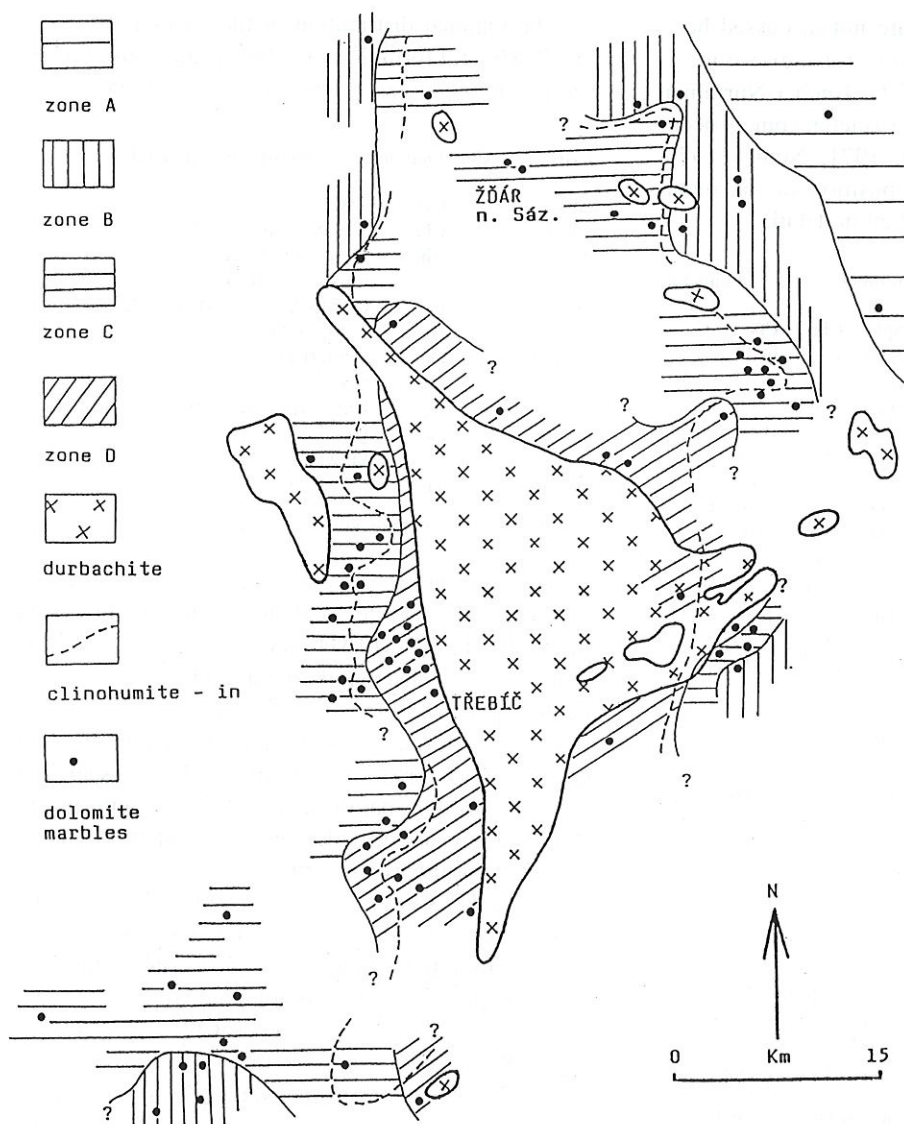 zone A
zone B
zone C
zone D
durbachite
clinohumite - in
dolomite
marbles
?
ŽĎÁR
n. Sáz.
?
?
?
?
?
TŘEBÍČ
?
?
?
?
?
N
0 Km 15